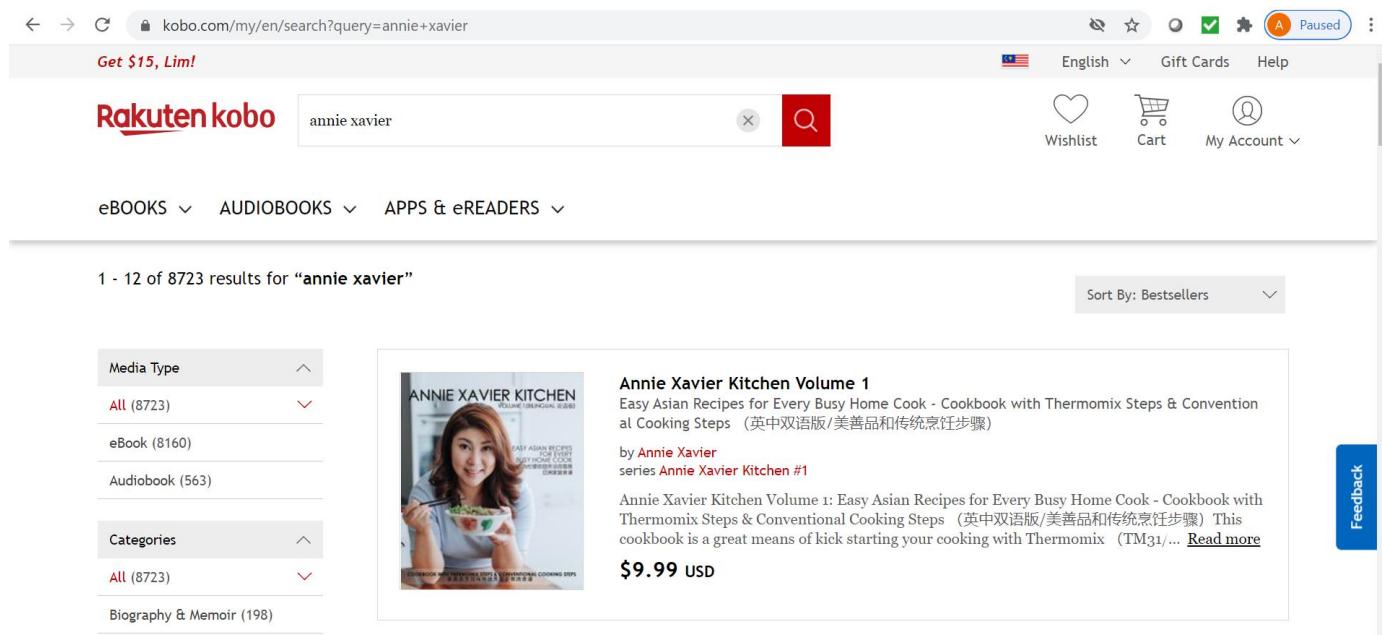 kobo.com/my/en/search?query=annie+xavier
A Paused
Get $15, Lim!
English
Gift Cards
Help
Rakuten kobo
annie xavier
Wishlist
Cart
My Account
eBOOKS
AUDIOBOOKS
APPS & eREADERS
1 - 12 of 8723 results for “annie xavier”
Sort By: Bestsellers
Media Type
All (8723)
eBook (8160)
Audiobook (563)
Categories
All (8723)
Biography & Memoir (198)
ANNIE XAVIER KITCHEN
EASY ASIAN RECIPES
FOR EVERY
BUSY HOME COOK
COOKBOOK WITH THERMOMIX STEPS & CONVENTIONAL COOKING STEPS
Annie Xavier Kitchen Volume 1
Easy Asian Recipes for Every Busy Home Cook - Cookbook with Thermomix Steps & Convention
al Cooking Steps （英中双语版/美善品和传统烹饪步骤）
by Annie Xavier
series Annie Xavier Kitchen #1
Annie Xavier Kitchen Volume 1: Easy Asian Recipes for Every Busy Home Cook - Cookbook with
Thermomix Steps & Conventional Cooking Steps （英中双语版/美善品和传统烹饪步骤）This
cookbook is a great means of kick starting your cooking with Thermomix （TM31/... Read more
$9.99 USD
Feedback